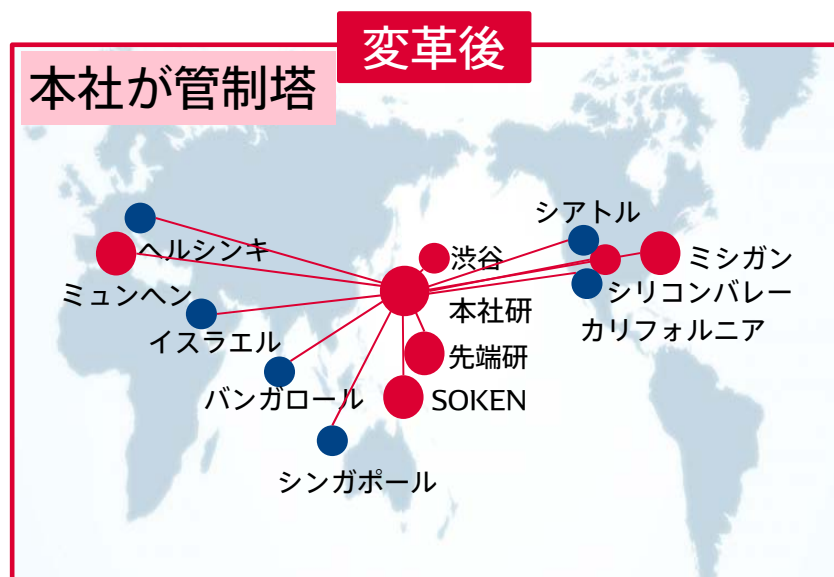 変革後
本社が管制塔
シアトル
ヘルシンキ
渋谷
ミシガン
ミュンヘン
シリコンバレー
本社研
カリフォルニア
イスラエル
先端研
バンガロール
SOKEN
シンガポール